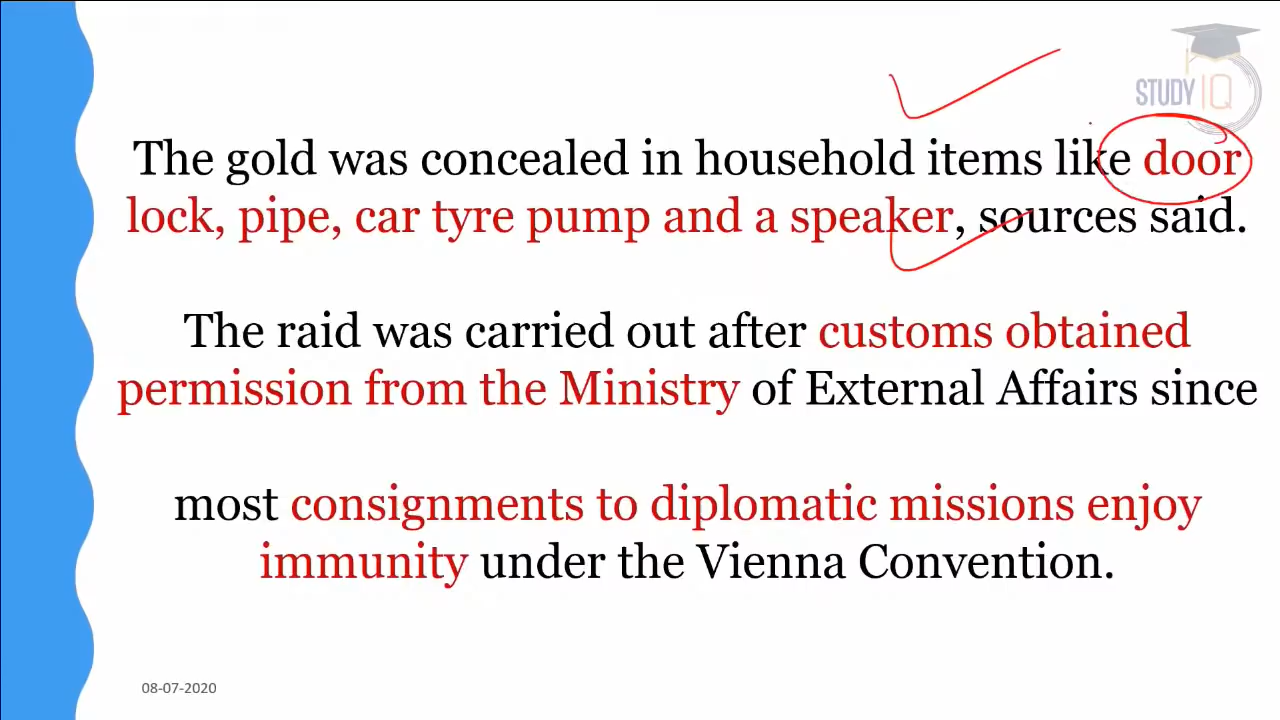 STUDY IQ
The gold was concealed in household items like door
lock, pipe, car tyre pump and a speaker, sources said.
The raid was carried out after customs obtained
permission from the Ministry of External Affairs since
most consignments to diplomatic missions enjoy
immunity under the Vienna Convention.
08-07-2020